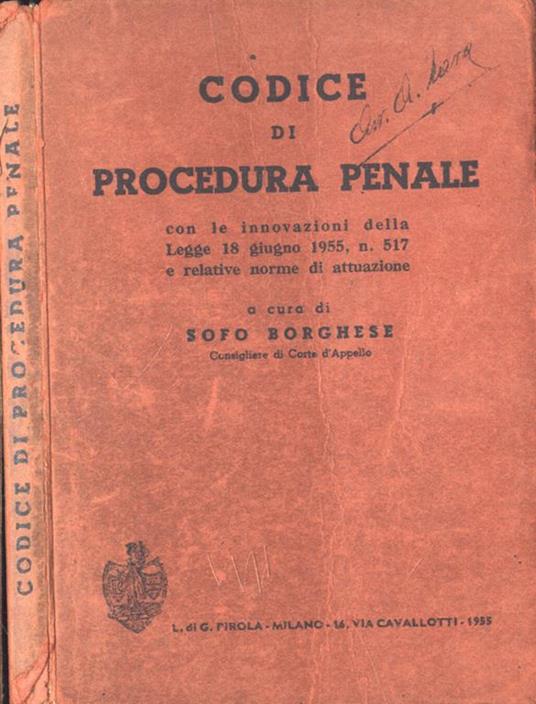 CODICE DI PROCEDURA PENALE
CODICE
DI
PROCEDURA PENALE
con le innovazioni della
Legge 18 giugno 1955, n. 517
e relative norme di attuazione
a cura di
SOFO BORGHESE
Consigliere di Corte d'Appello
L. di G. PIROLA - MILANO - 16, VIA CAVALLOTTI - 1955